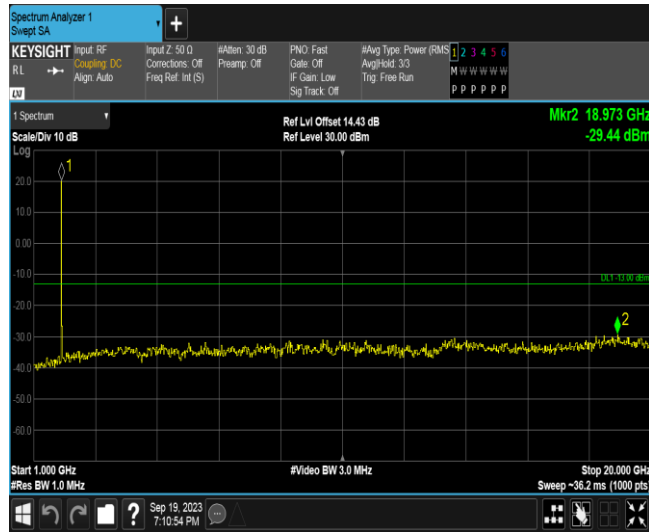 Spectrum Analyzer 1
Swept SA
KEYSIGHT
RL
LXI
Input: RF
Coupling: DC
Align: Auto
Input Z: 50 Ω
Corrections: Off
Freq Ref: Int (S)
#Atten: 30 dB
Preamp: Off
PNO: Fast
Gate: Off
IF Gain: Low
Sig Track: Off
#Avg Type: Power (RMS
Avg|Hold: 3/3
Trig: Free Run
1 2 3 4 5 6
M W W W W W
P P P P P P
1 Spectrum
Scale/Div 10 dB
Log
Ref Lvl Offset 14.43 dB
Ref Level 30.00 dBm
Mkr2 18.973 GHz
-29.44 dBm
1
20.0
10.0
0.00
-10.0
DL1 -13.00 dBm
-20.0
2
-30.0
-40.0
-50.0
-60.0
Start 1.000 GHz
#Video BW 3.0 MHz
Stop 20.000 GHz
#Res BW 1.0 MHz
Sweep ~36.2 ms (1000 pts)
?
Sep 19, 2023
7:10:54 PM